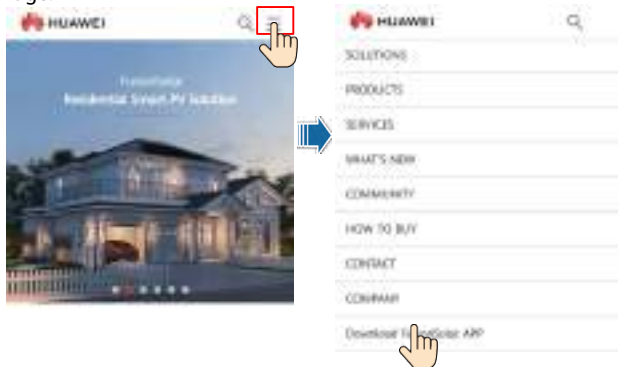 HUAWEI
FusionSolar
Residential Smart PV Solution
HUAWEI
SOLUTIONS
PRODUCTS
SERVICES
WHAT'S NEW
COMMUNITY
HOW TO BUY
CONTACT
COMPANY
Download FusionSolar APP